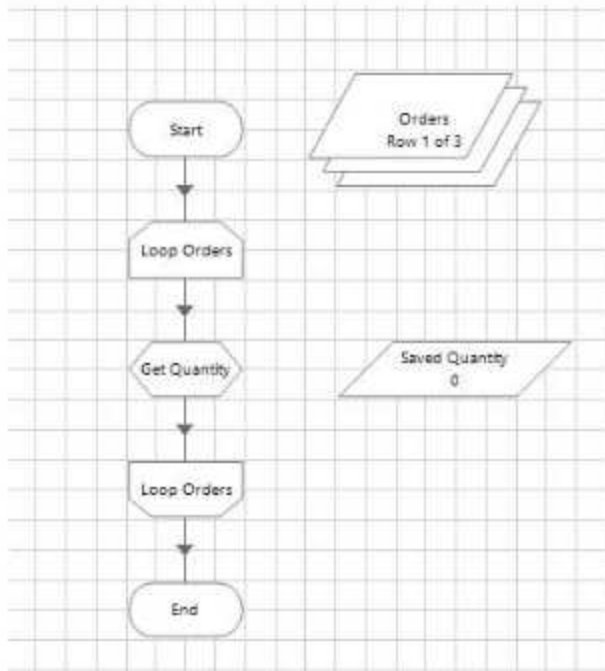 Start
Orders
Row 1 of 3
Loop Orders
Get Quantity
Saved Quantity
0
Loop Orders
End